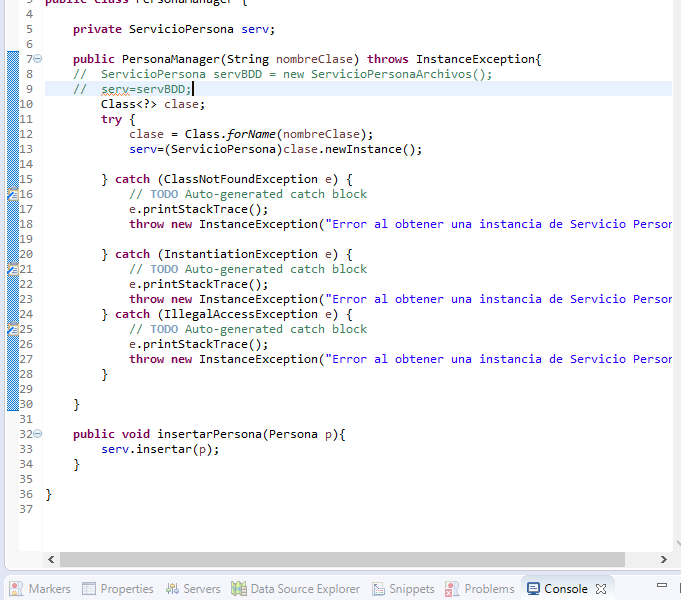 3 public class PersonaManager {
4
5 private ServicioPersona serv;
6
7 public PersonaManager(String nombreClase) throws InstanceException{
8 // ServicioPersona servBDD = new ServicioPersonaArchivos();
9 // serv=servBDD;
10 Class<?> clase;
11 try {
12 clase = Class.forName(nombreClase);
13 serv=(ServicioPersona)clase.newInstance();
14
15 } catch (ClassNotFoundException e) {
16 // TODO Auto-generated catch block
17 e.printStackTrace();
18 throw new InstanceException("Error al obtener una instancia de Servicio Person
19
20 } catch (InstantiationException e) {
21 // TODO Auto-generated catch block
22 e.printStackTrace();
23 throw new InstanceException("Error al obtener una instancia de Servicio Person
24 } catch (IllegalAccessException e) {
25 // TODO Auto-generated catch block
26 e.printStackTrace();
27 throw new InstanceException("Error al obtener una instancia de Servicio Person
28 }
29
30 }
31
32 public void insertarPersona(Persona p){
33 serv.insertar(p);
34 }
35
36 }
37
Markers Properties Servers Data Source Explorer Snippets Problems Console